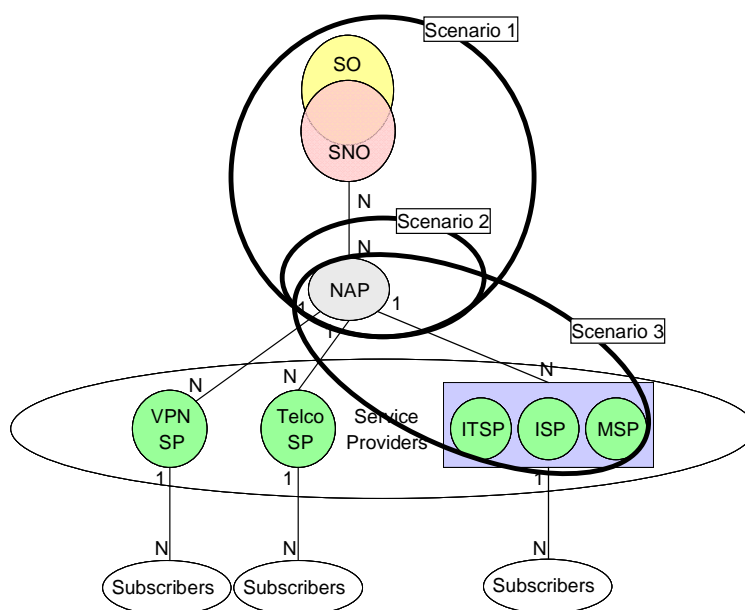 Scenario 1
SO
SNO
N
Scenario 2
N
NAP
1
1
1
Scenario 3
N
N
N
VPN
SP
Telco
SP
Service
Providers
ITSP
ISP
MSP
1
1
1
N
N
N
Subscribers
Subscribers
Subscribers